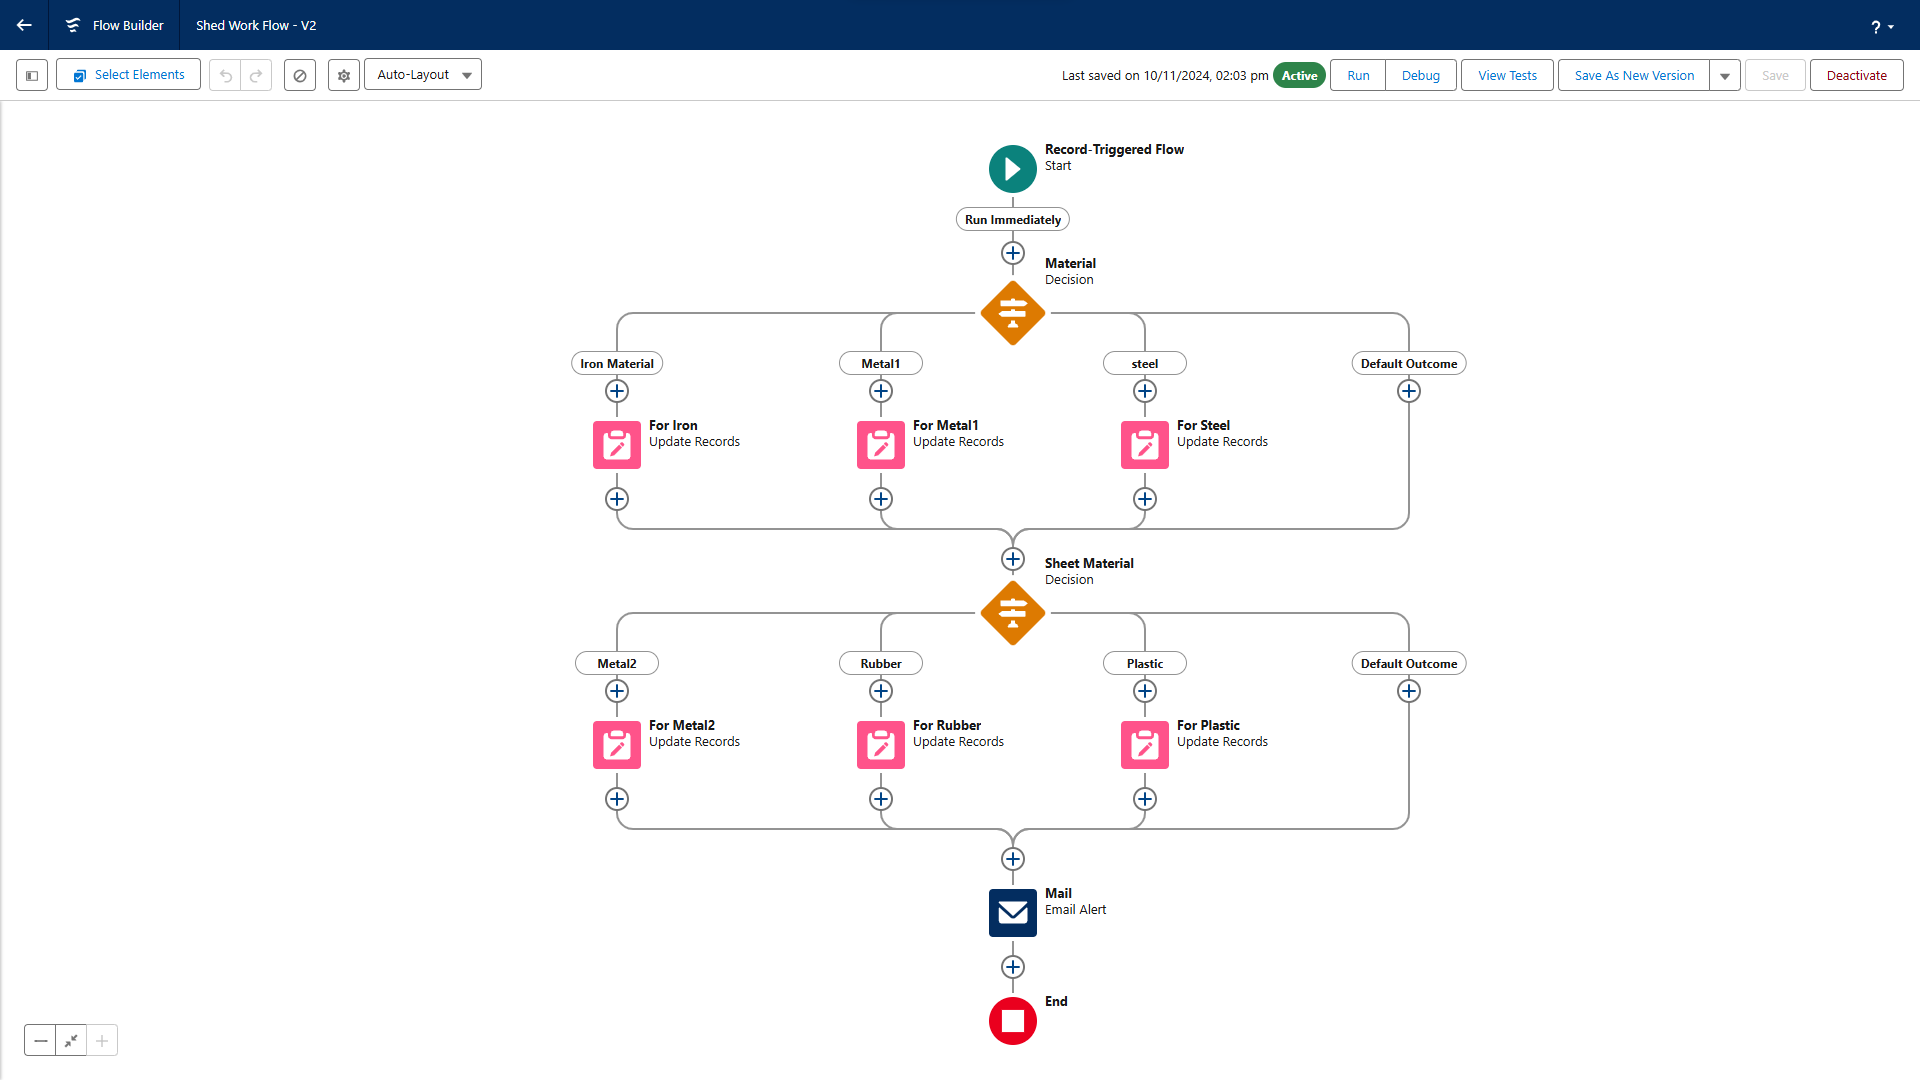 Flow Builder
Shed Work Flow - V2
?
Select Elements
Auto-Layout
Last saved on 10/11/2024, 02:03 pm
Active
Run
Debug
View Tests
Save As New Version
Save
Deactivate
Record-Triggered Flow
Start
Run Immediately
Material
Decision
Iron Material
Metal1
steel
Default Outcome
For Iron
Update Records
For Metal1
Update Records
For Steel
Update Records
Sheet Material
Decision
Metal2
Rubber
Plastic
Default Outcome
For Metal2
Update Records
For Rubber
Update Records
For Plastic
Update Records
Mail
Email Alert
End